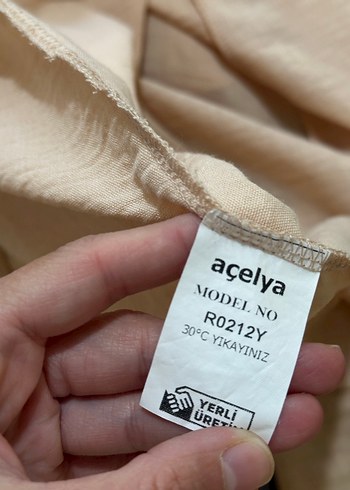 açelya
MODEL NO
R0212Y
30°C YIKAYINIZ
YERLİ
ÜRETİM